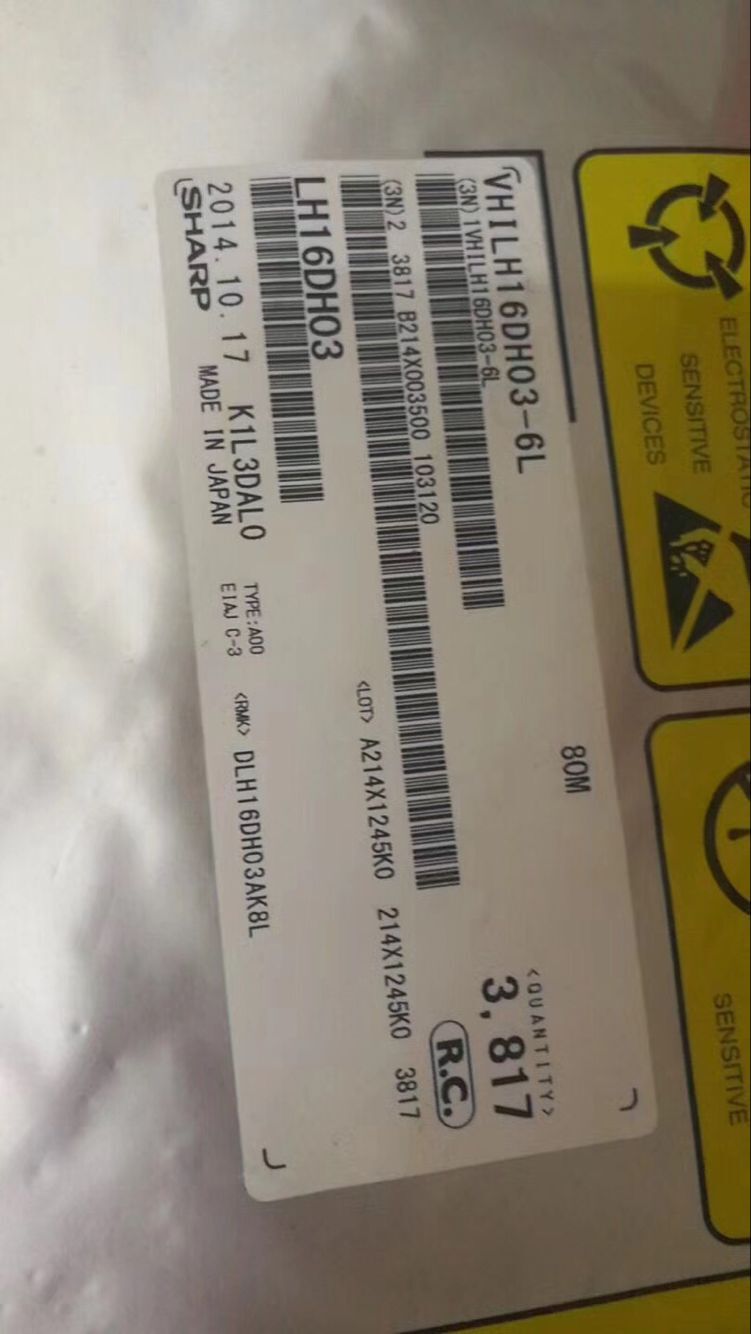 ELECTROSTATIC
SENSITIVE
DEVICES
SENSITIVE
80M
VHILH16DH03-6L
(3N)1VHILH16DH03-6L
<QUANTITY>
3,817
(3N)2 3817 B214X003500 103120
R.C.
<LOT> A214X1245K0 214X1245K0 3817
LH16DH03
2014.10.17 K1L3DAL0 TYPE:A00
<RMK> DLH16DH03AK8L
SHARP MADE IN JAPAN EIAJ C-3